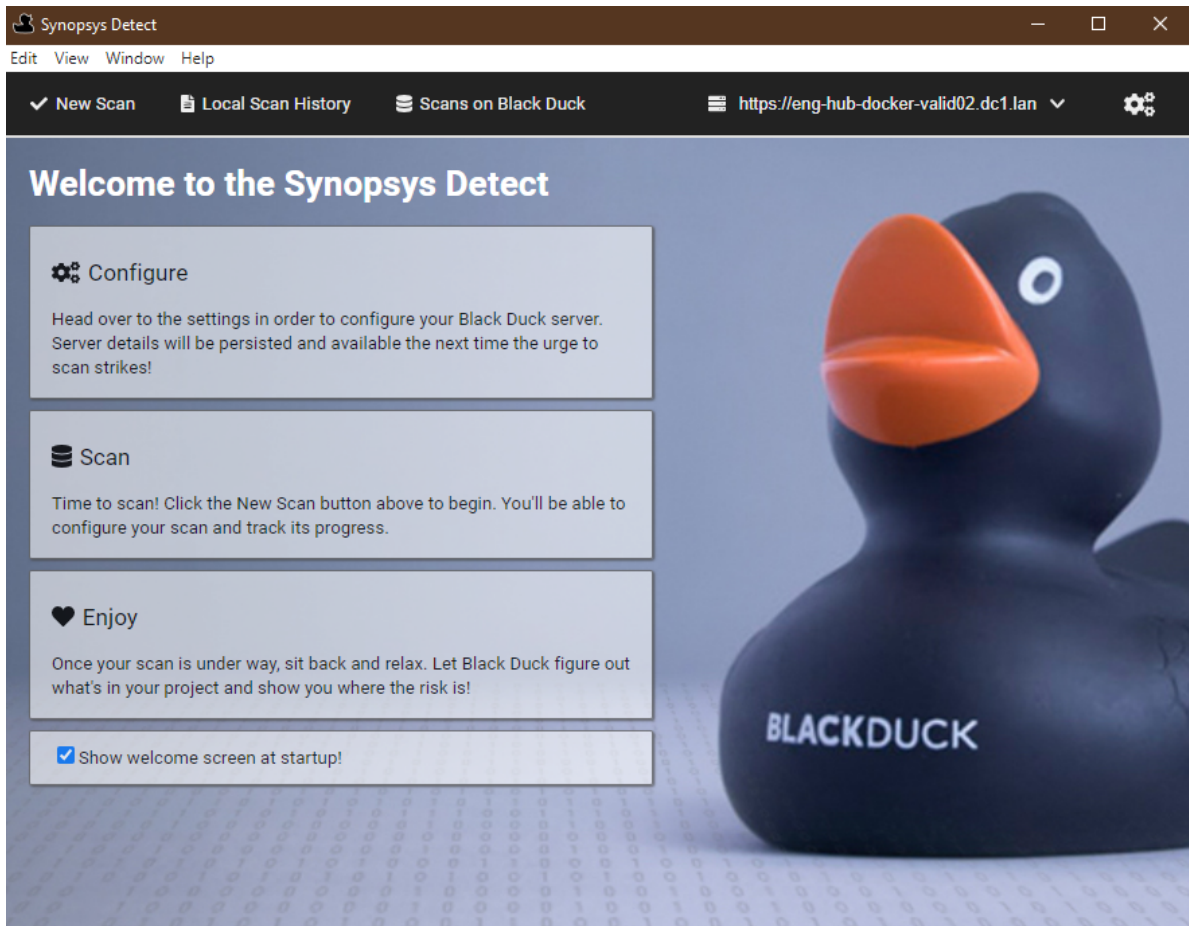 Synopsys Detect
Edit View Window Help
New Scan Local Scan History Scans on Black Duck https://eng-hub-docker-valid02.dc1.lan
Welcome to the Synopsys Detect
Configure
Head over to the settings in order to configure your Black Duck server.
Server details will be persisted and available the next time the urge to
scan strikes!
Scan
Time to scan! Click the New Scan button above to begin. You'll be able to
configure your scan and track its progress.
Enjoy
Once your scan is under way, sit back and relax. Let Black Duck figure out
what's in your project and show you where the risk is!
Show welcome screen at startup!
BLACKDUCK